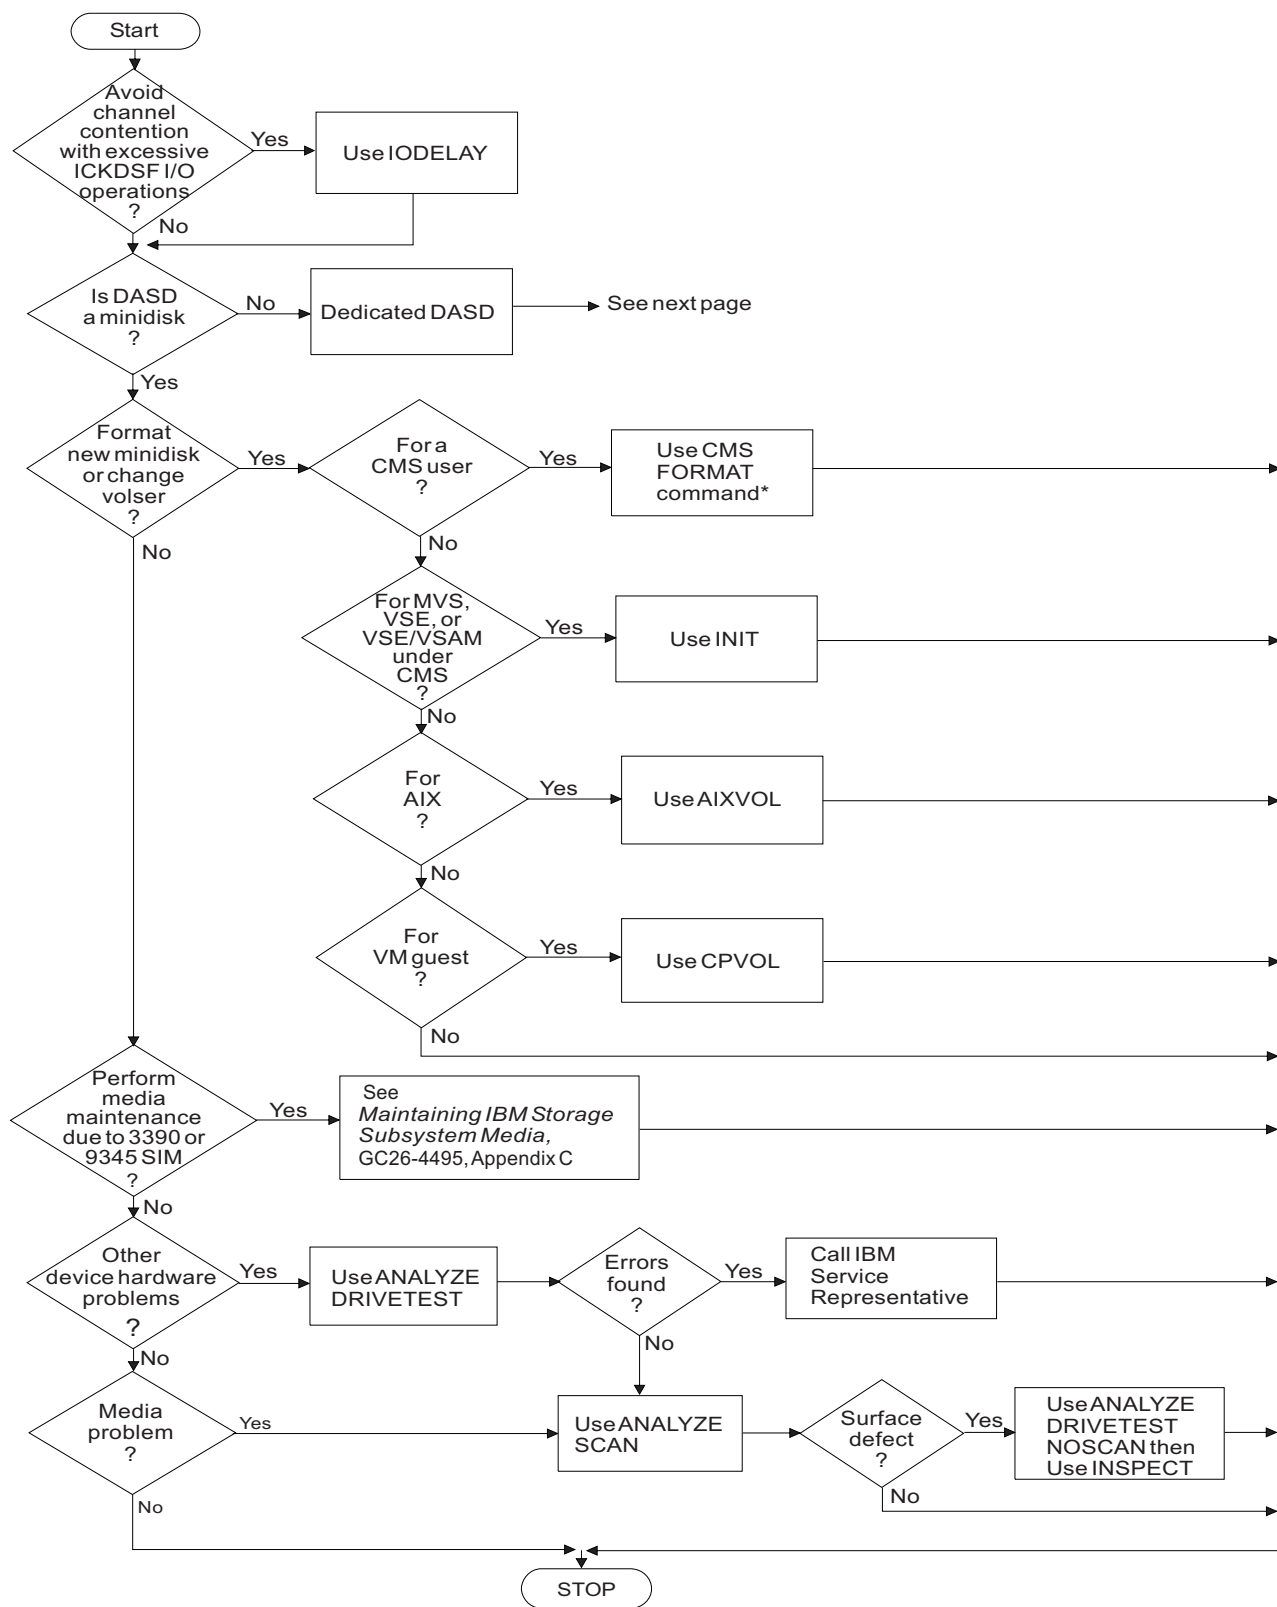 Start
Avoid
channel
contention
with excessive
ICKDSF I/O
operations
?
Yes
Use IODELAY
No
Is DASD
a minidisk
?
No
Dedicated DASD
See next page
Yes
Format
new minidisk
or change
volser
?
Yes
For a
CMS user
?
Yes
Use CMS
FORMAT
command*
No
No
For MVS,
VSE, or
VSE/VSAM
under
CMS
?
Yes
Use INIT
No
For
AIX
?
Yes
Use AIXVOL
No
For
VM guest
?
Yes
Use CPVOL
No
Perform
media
maintenance
due to 3390 or
9345 SIM
?
Yes
See
Maintaining IBM Storage
Subsystem Media,
GC26-4495, Appendix C
No
Other
device hardware
problems
?
Yes
Use ANALYZE
DRIVETEST
Errors
found
?
Yes
Call IBM
Service
Representative
No
No
Media
problem
?
Yes
Use ANALYZE
SCAN
Surface
defect
?
Yes
Use ANALYZE
DRIVETEST
NOSCAN then
Use INSPECT
No
No
STOP